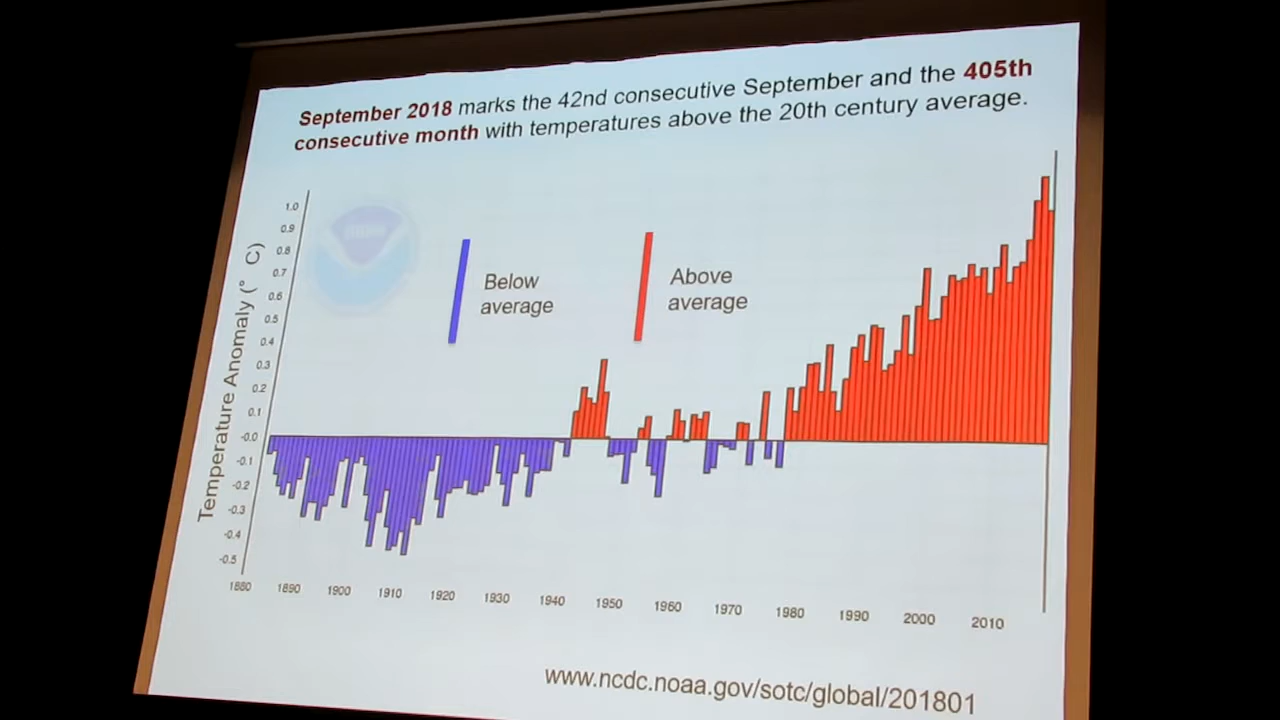 September 2018 marks the 42nd consecutive September and the 405th
consecutive month with temperatures above the 20th century average.
1.0
0.9
0.8
0.7
0.6
0.5
0.4
0.3
0.2
0.1
-0.0
-0.1
-0.2
-0.3
-0.4
-0.5
Temperature Anomaly (° C)
Below
average
Above
average
1880 1890 1900 1910 1920 1930 1940 1950 1960 1970 1980 1990 2000 2010
www.ncdc.noaa.gov/sotc/global/201801